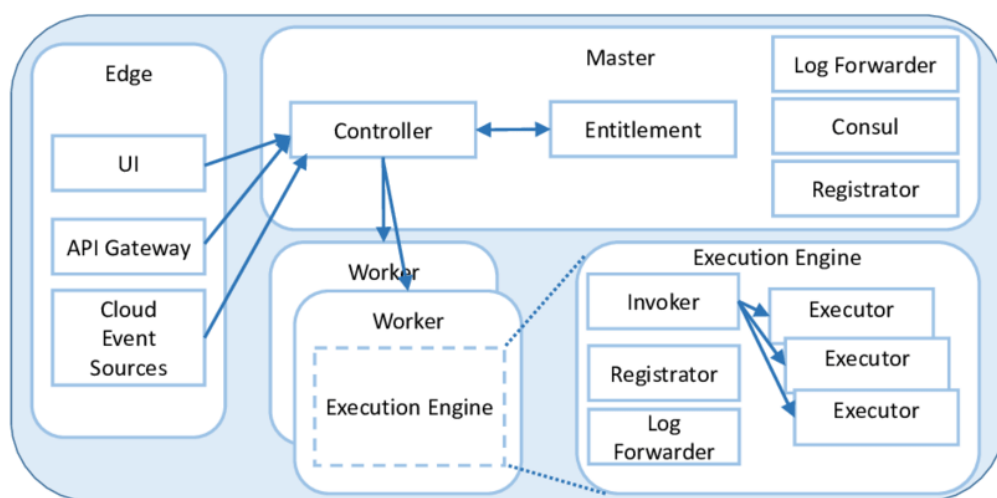 Edge
UI
API Gateway
Cloud
Event
Sources
Master
Controller
Entitlement
Log Forwarder
Consul
Registrator
Worker
Worker
Execution Engine
Execution Engine
Invoker
Registrator
Log
Forwarder
Executor
Executor
Executor